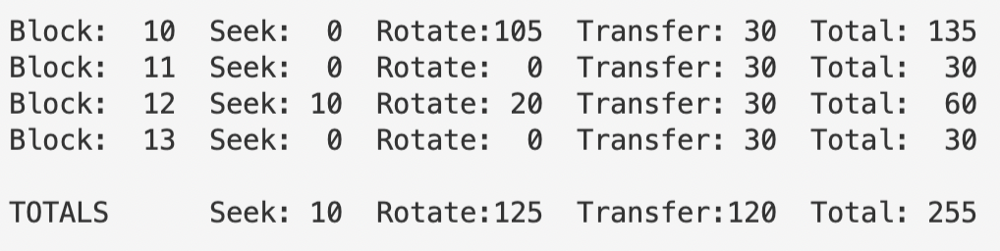 Block:  10  Seek:  0  Rotate:105  Transfer: 30  Total: 135
Block:  11  Seek:  0  Rotate:  0  Transfer: 30  Total:  30
Block:  12  Seek: 10  Rotate: 20  Transfer: 30  Total:  60
Block:  13  Seek:  0  Rotate:  0  Transfer: 30  Total:  30
TOTALS      Seek: 10  Rotate:125  Transfer:120  Total: 255